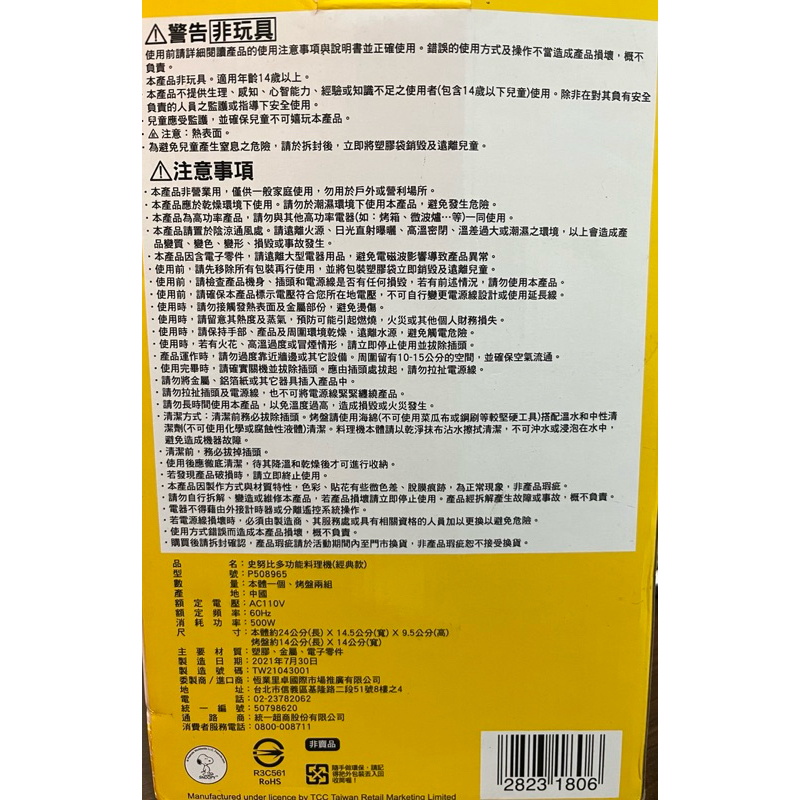 ⚠警告非玩具
使用前請詳細閱讀產品的使用注意事項與說明書並正確使用。錯誤的使用方式及操作不當造成產品損壞，概不
負責。
本產品非玩具。適用年齡14歲以上。
本產品不提供生理、感知、心智能力、經驗或知識不足之使用者(包含14歲以下兒童)使用。除非在對其負有安全
負責的人員之監護或指導下安全使用。
·兒童應受監護，並確保兒童不可嬉玩本產品。
·⚠注意：熱表面。
·為避免兒童產生窒息之危險，請於拆封後，立即將塑膠袋銷毀及遠離兒童。
⚠注意事項
·本產品非營業用，僅供一般家庭使用，勿用於戶外或營利場所。
·本產品應於乾燥環境下使用。請勿於潮濕環境下使用本產品，避免發生危險。
·本產品為高功率產品，請勿與其他高功率電器(如：烤箱、微波爐…等)一同使用。
·本產品請置於陰涼通風處。請遠離火源、日光直射曝曬、高溫密閉、溫差過大或潮濕之環境，以上會造成產
品變質、變色、變形、損毀或事故發生。
·本產品因含電子零件，請遠離大型電器用品，避免電磁波影響導致產品異常。
·使用前，請先移除所有包裝再行使用，並將包裝塑膠袋立即銷毀及遠離兒童。
·使用前，請檢查產品機身、插頭和電源線是否有任何損毀，若有前述情況，請勿使用本產品。
·使用前，請確保本產品標示電壓符合您所在地電壓，不可自行變更電源線設計或使用延長線。
·使用時，請勿接觸發熱表面及金屬部份，避免燙傷。
·使用時，請留意其熱度及蒸氣，預防可能引起燃燒，火災或其他個人財務損失。
·使用時，請保持手部、產品及周圍環境乾燥，遠離水源，避免觸電危險。
·使用時，若有火花、高溫過度或冒煙情形，請立即停止使用並拔除插頭。
·產品運作時，請勿過度靠近牆邊或其它設備。周圍留有10-15公分的空間，並確保空氣流通。
·使用完畢時，請確實關機並拔除插頭。應由插頭處拔起，請勿拉扯電源線。
·請勿將金屬、鋁箔紙或其它器具插入產品中。
·請勿拉扯插頭及電源線，也不可將電源線緊緊纏繞產品。
·請勿長時間使用本產品，以免溫度過高，造成損毀或火災發生。
·清潔方式：清潔前務必拔除插頭。烤盤請使用海綿(不可使用菜瓜布或鋼刷等較堅硬工具)搭配溫水和中性清
潔劑(不可使用化學或腐蝕性液體)清潔。料理機本體請以乾淨抹布沾水擦拭清潔，不可沖水或浸泡在水中，
避免造成機器故障。
·清潔前，務必拔掉插頭。
·使用後應徹底清潔，待其降溫和乾燥後才可進行收納。
·若發現產品破損時，請立即終止使用。
·本產品因製作方式與材質特性，色彩、貼花有些微色差、脫膜痕跡，為正常現象，非產品瑕疵。
·請勿自行拆解、變造或維修本產品，若產品損壞請立即停止使用。產品經拆解產生故障或事故，概不負責。
·電器不得藉由外接計時器或分離遙控系統操作。
·若電源線損壞時，必須由製造商、其服務處或具有相關資格的人員加以更換以避免危險。
·使用方式錯誤而造成本產品損壞，概不負責。
·購買後請拆封確認，產品瑕疵請於活動期間內至門市換貨，非產品瑕疵恕不接受換貨。
品名：史努比多功能料理機(經典款)
型號：P508965
數量：本體一個、烤盤兩組
產地：中國
額定電壓：AC110V
額定頻率：60Hz
消耗功率：500W
尺寸：本體約24公分(長) X 14.5公分(寬) X 9.5公分(高)
烤盤約14公分(長) X 14公分(寬)
主要材質：塑膠、金屬、電子零件
製造日期：2021年7月30日
製造號碼：TW21043001
委製商/進口商：恆業里卓國際市場推廣有限公司
地址：台北市信義區基隆路二段51號8樓之4
電話：02-23782062
統一編號：50798620
通路商：統一超商股份有限公司
消費者服務電話：0800-008711
SNOOPY
R3C561
RoHS
非賣品
隨手做環保，請記
得把外包裝丟入回
收開喔！
2823 1806
Manufactured under licence by TCC Taiwan Retail Marketing Limited